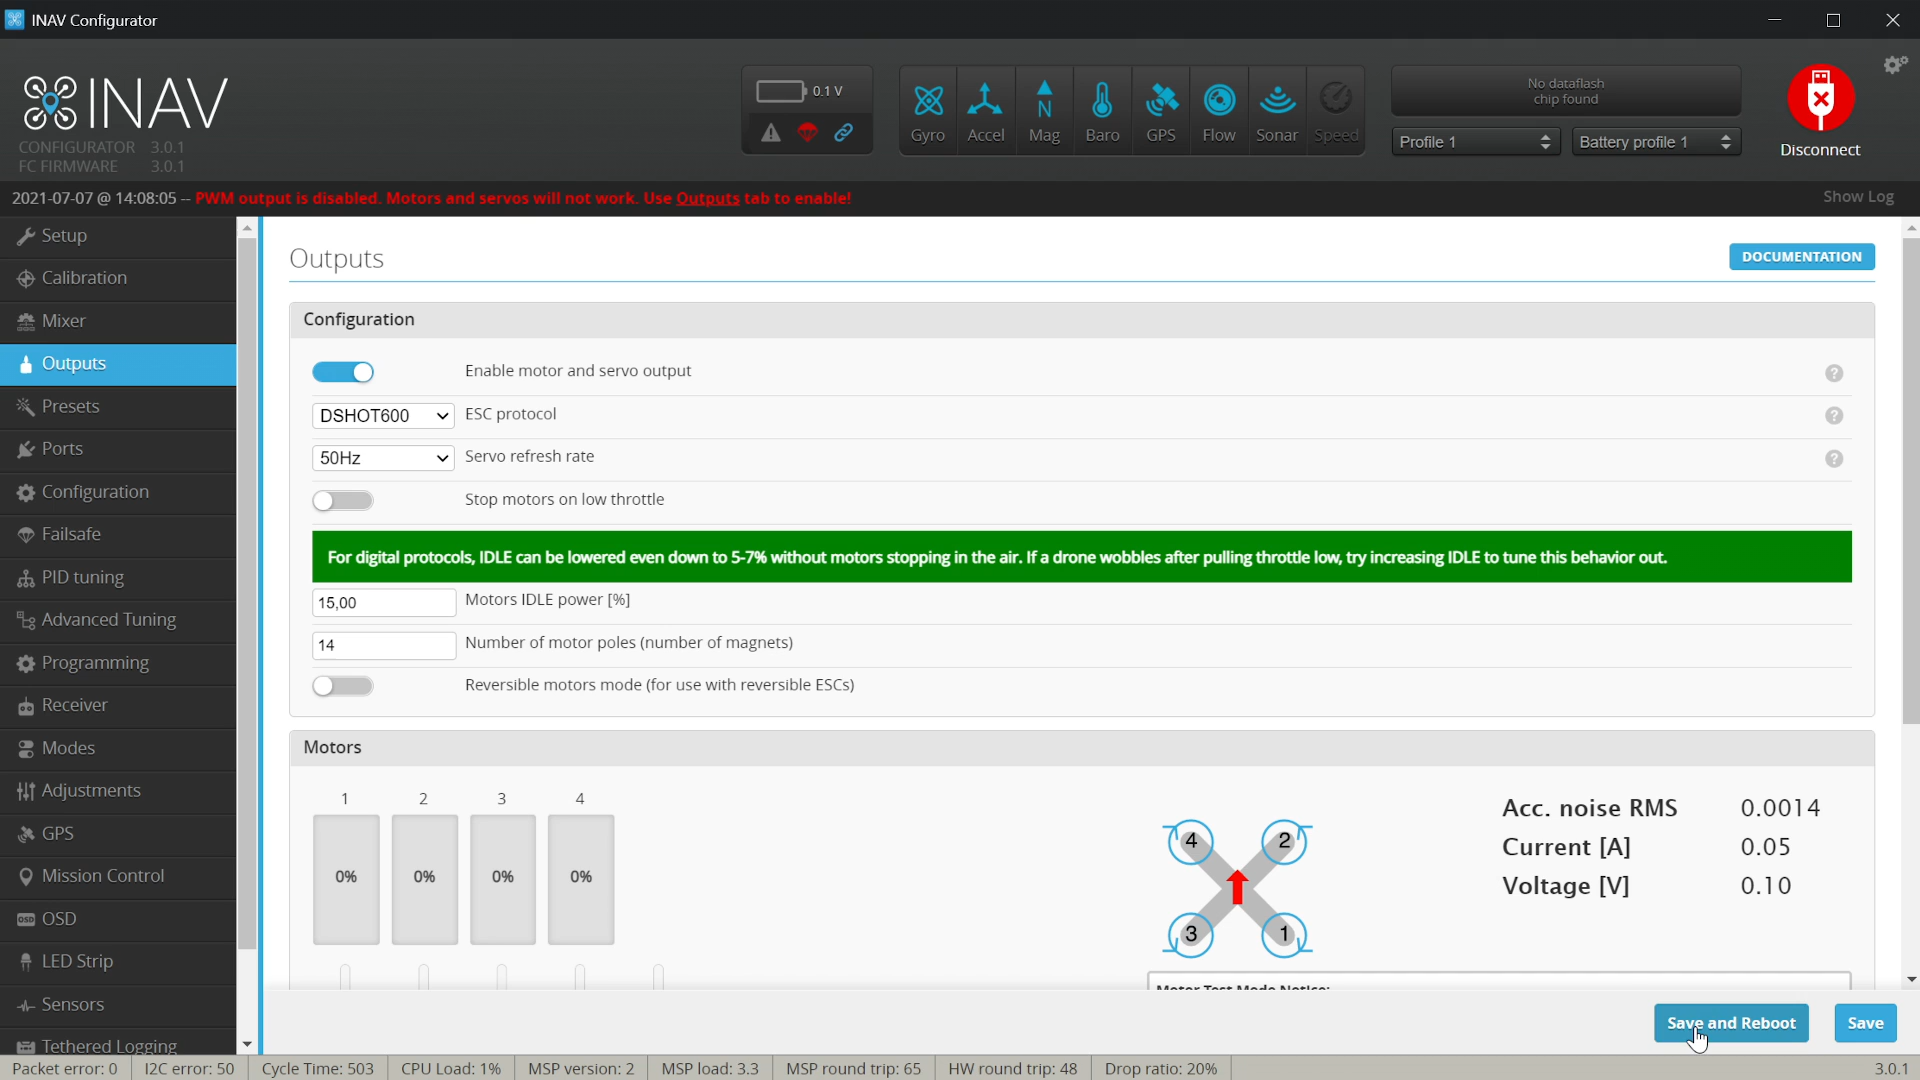 INAV Configurator
INAV
CONFIGURATOR 3.0.1
FC FIRMWARE 3.0.1
0.1 V
Gyro
Accel
N
Mag
Baro
GPS
Flow
Sonar
Speed
No dataflash
chip found
Profile 1
Battery profile 1
Disconnect
2021-07-07 @ 14:08:05 -- PWM output is disabled. Motors and servos will not work. Use Outputs tab to enable!
Show Log
Setup
Calibration
Mixer
Outputs
Presets
Ports
Configuration
Failsafe
PID tuning
Advanced Tuning
Programming
Receiver
Modes
Adjustments
GPS
Mission Control
OSD
LED Strip
Sensors
Tethered Logging
Outputs
DOCUMENTATION
Configuration
Enable motor and servo output
?
DSHOT600 ESC protocol
?
50Hz Servo refresh rate
?
Stop motors on low throttle
For digital protocols, IDLE can be lowered even down to 5-7% without motors stopping in the air. If a drone wobbles after pulling throttle low, try increasing IDLE to tune this behavior out.
15,00 Motors IDLE power [%]
14 Number of motor poles (number of magnets)
Reversible motors mode (for use with reversible ESCs)
Motors
1 2 3 4
0% 0% 0% 0%
4 2
3 1
Acc. noise RMS 0.0014
Current [A] 0.05
Voltage [V] 0.10
Motor Test Mode Notice:
Save and Reboot
Save
Packet error: 0
I2C error: 50
Cycle Time: 503
CPU Load: 1%
MSP version: 2
MSP load: 3.3
MSP round trip: 65
HW round trip: 48
Drop ratio: 20%
3.0.1